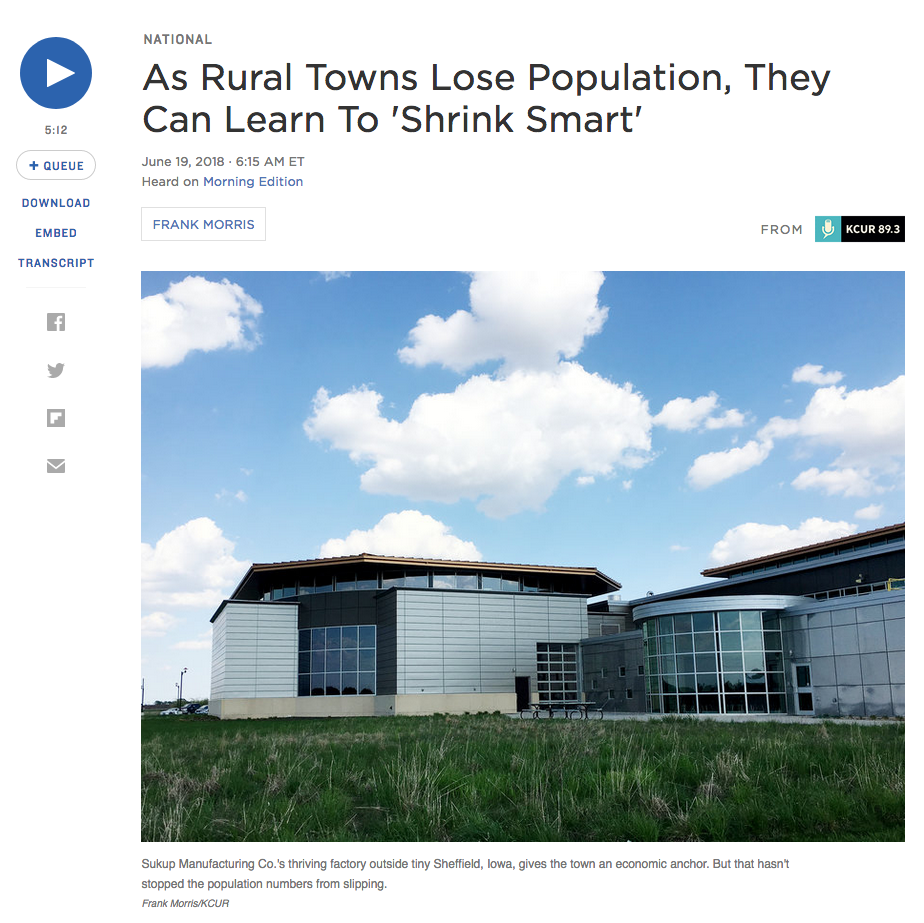 NATIONAL
As Rural Towns Lose Population, They
Can Learn To 'Shrink Smart'
5:12
June 19, 2018 · 6:15 AM ET
Heard on Morning Edition
+ QUEUE
DOWNLOAD
EMBED
TRANSCRIPT
FRANK MORRIS
FROM KCUR 89.3
Sukup Manufacturing Co.'s thriving factory outside tiny Sheffield, Iowa, gives the town an economic anchor. But that hasn't
stopped the population numbers from slipping.
Frank Morris/KCUR